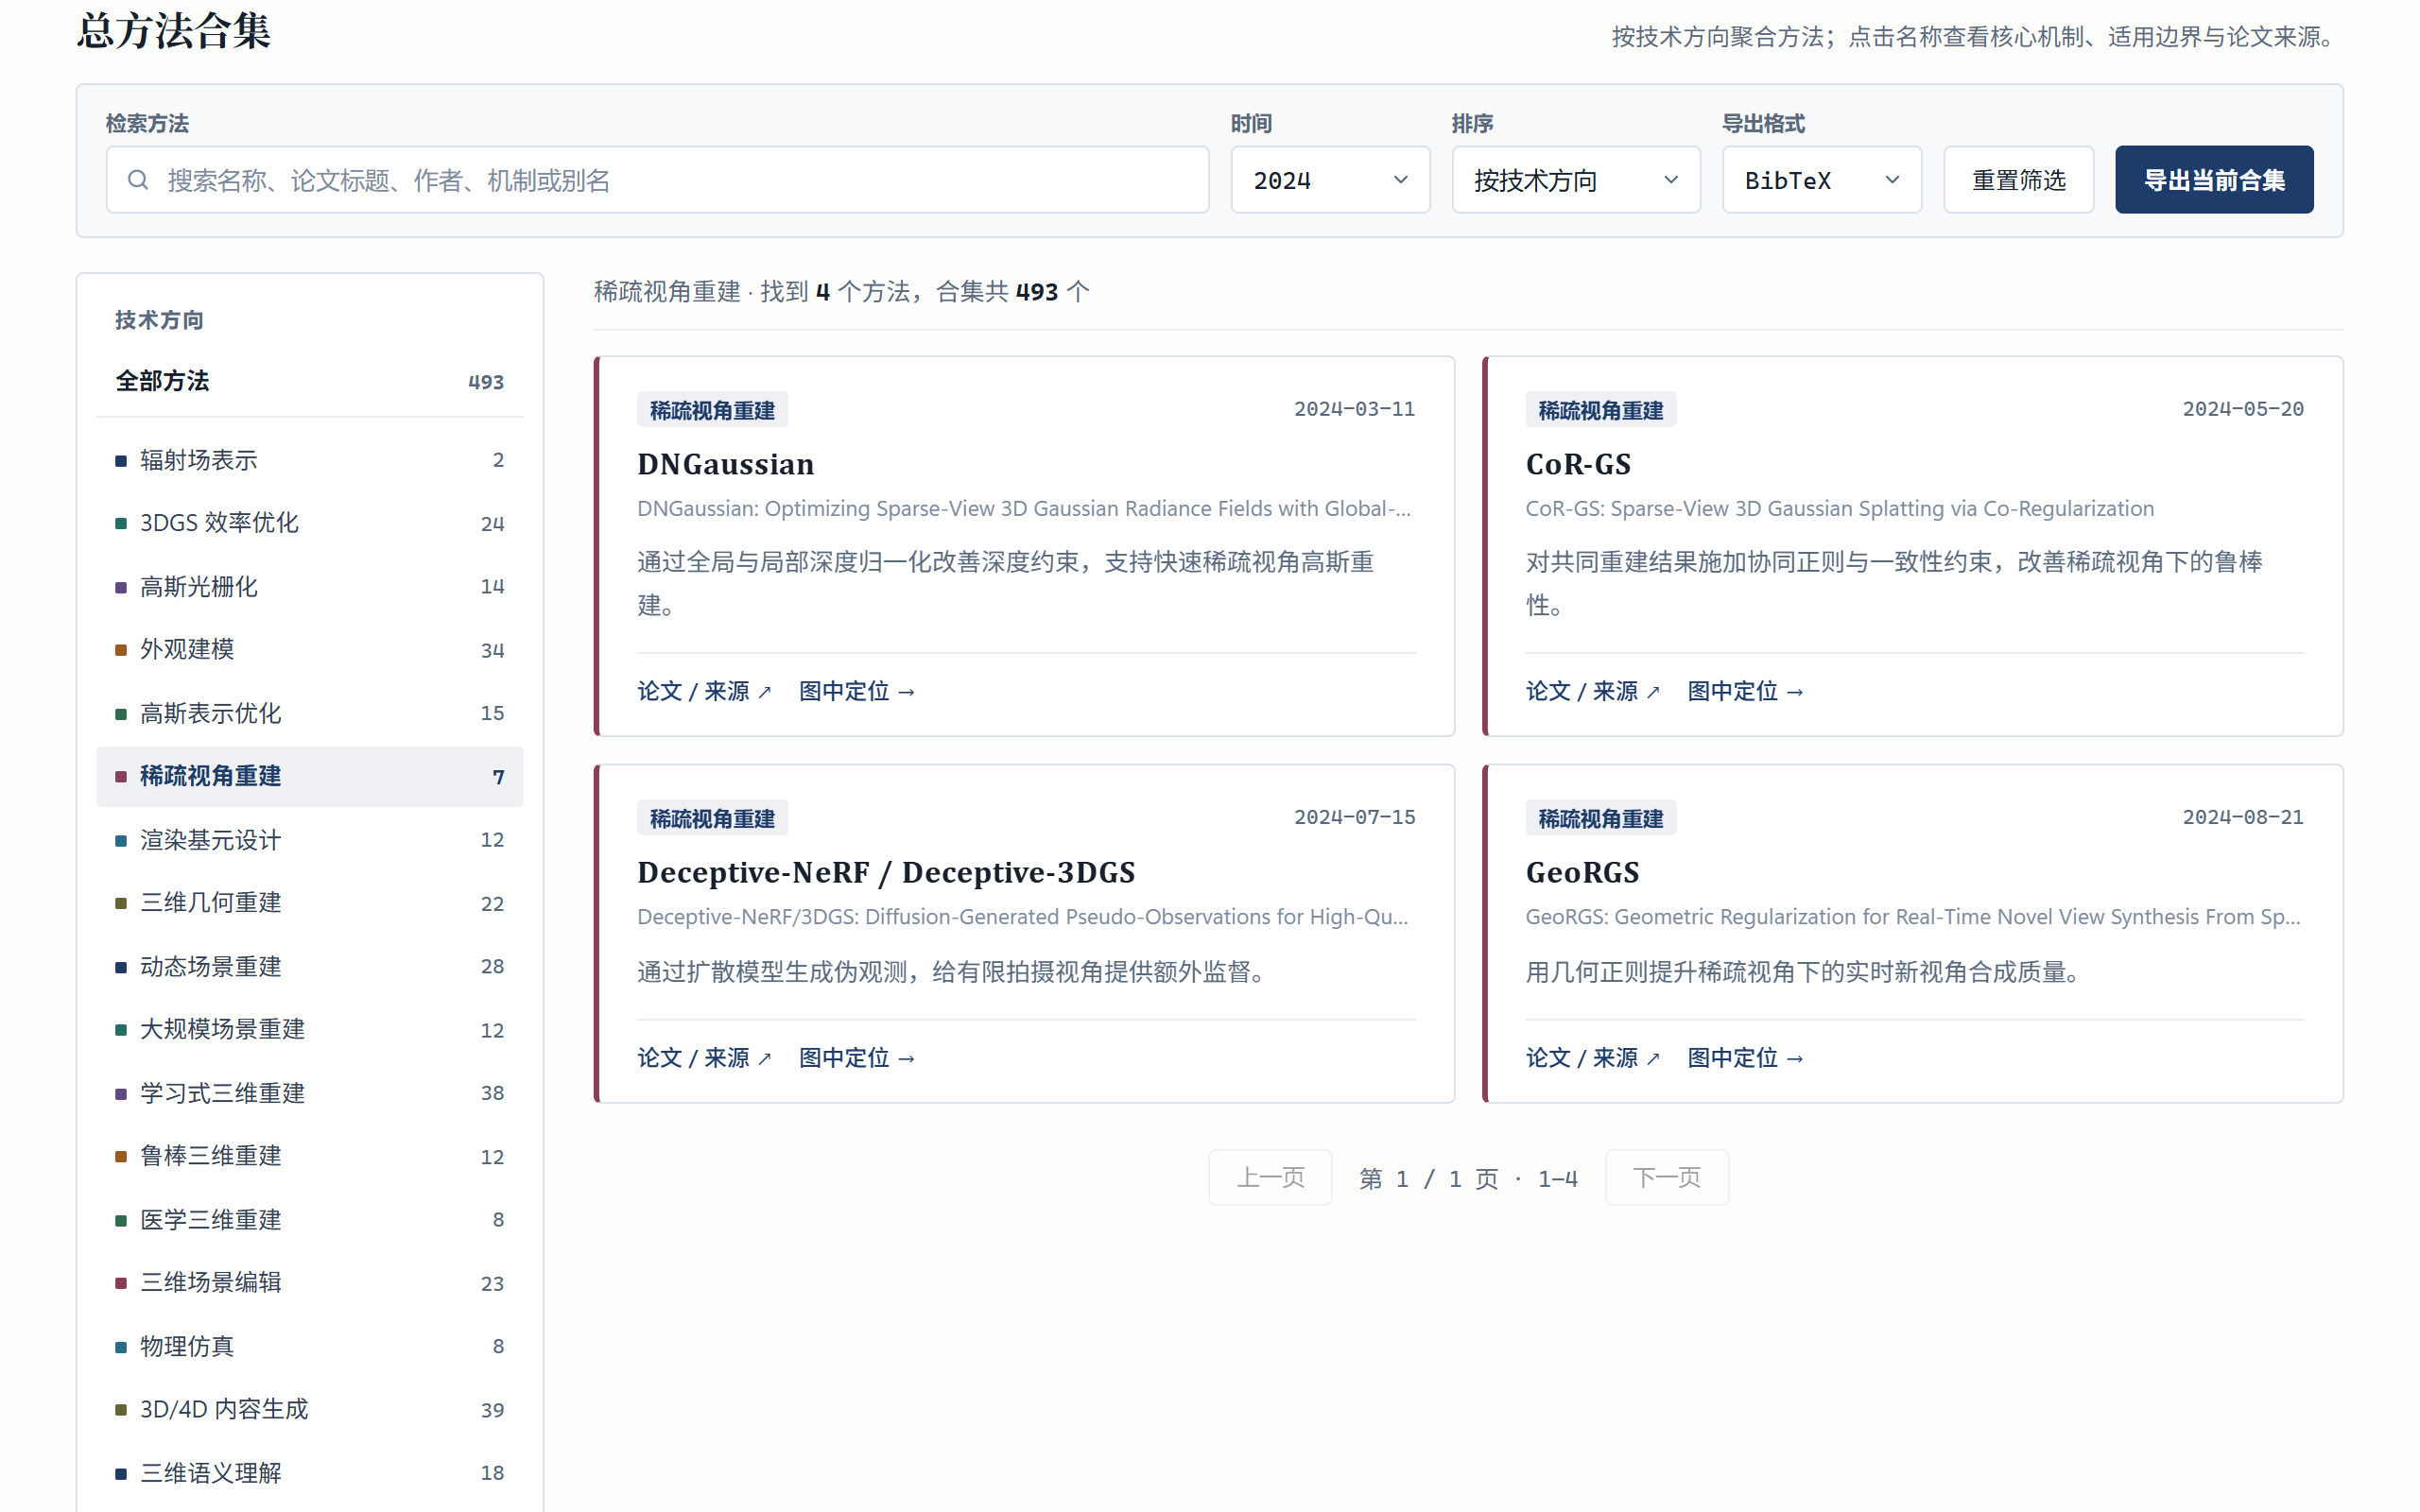 总方法合集
按技术方向聚合方法；点击名称查看核心机制、适用边界与论文来源。
检索方法
搜索名称、论文标题、作者、机制或别名
时间
2024
排序
按技术方向
导出格式
BibTeX
重置筛选
导出当前合集
技术方向
全部方法 493
辐射场表示 2
3DGS 效率优化 24
高斯光栅化 14
外观建模 34
高斯表示优化 15
稀疏视角重建 7
渲染基元设计 12
三维几何重建 22
动态场景重建 28
大规模场景重建 12
学习式三维重建 38
鲁棒三维重建 12
医学三维重建 8
三维场景编辑 23
物理仿真 8
3D/4D 内容生成 39
三维语义理解 18
稀疏视角重建 · 找到 4 个方法，合集共 493 个
稀疏视角重建 2024-03-11
DNGaussian
DNGaussian: Optimizing Sparse-View 3D Gaussian Radiance Fields with Global-...
通过全局与局部深度归一化改善深度约束，支持快速稀疏视角高斯重
建。
论文 / 来源 ↗ 图中定位 →
稀疏视角重建 2024-05-20
CoR-GS
CoR-GS: Sparse-View 3D Gaussian Splatting via Co-Regularization
对共同重建结果施加协同正则与一致性约束，改善稀疏视角下的鲁棒
性。
论文 / 来源 ↗ 图中定位 →
稀疏视角重建 2024-07-15
Deceptive-NeRF / Deceptive-3DGS
Deceptive-NeRF/3DGS: Diffusion-Generated Pseudo-Observations for High-Qu...
通过扩散模型生成伪观测，给有限拍摄视角提供额外监督。
论文 / 来源 ↗ 图中定位 →
稀疏视角重建 2024-08-21
GeoRGS
GeoRGS: Geometric Regularization for Real-Time Novel View Synthesis From Sp...
用几何正则提升稀疏视角下的实时新视角合成质量。
论文 / 来源 ↗ 图中定位 →
上一页 第 1 / 1 页 · 1–4 下一页